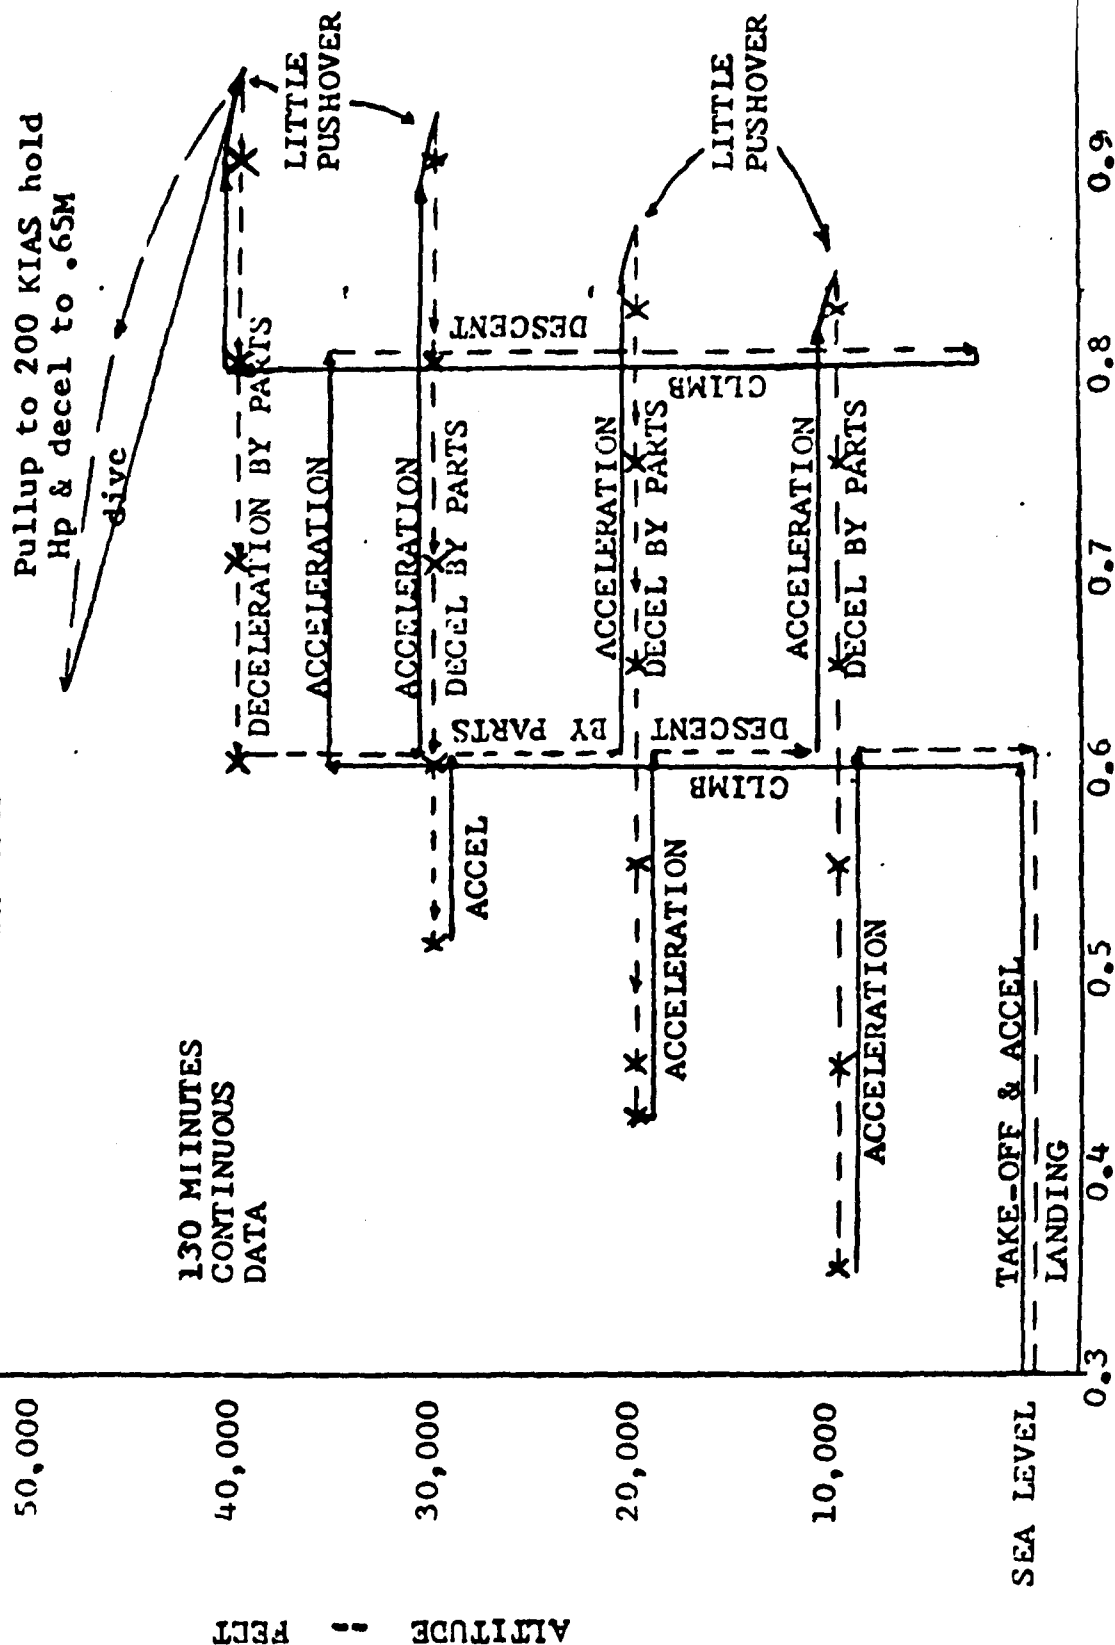 Pullup to 200 KIAS hold
Hp & decel to .65M
dive
LITTLE
PUSHOVER
LITTLE
PUSHOVER
50,000
40,000
30,000
20,000
10,000
SEA LEVEL
ALTITUDE -- FEET
130 MIINUTES
CONTINUOUS
DATA
DECELERATION BY PARTS
ACCELERATION
ACCELERATION
DECEL BY PARTS
DESCENT
CLIMB
ACCELERATION
DECEL BY PARTS
BY PARTS
DESCENT
ACCELERATION
DECEL BY PARTS
CLIMB
ACCEL
ACCELERATION
ACCELERATION
TAKE-OFF & ACCEL
LANDING
0.3
0.4
0.5
0.6
0.7
0.8
0.9